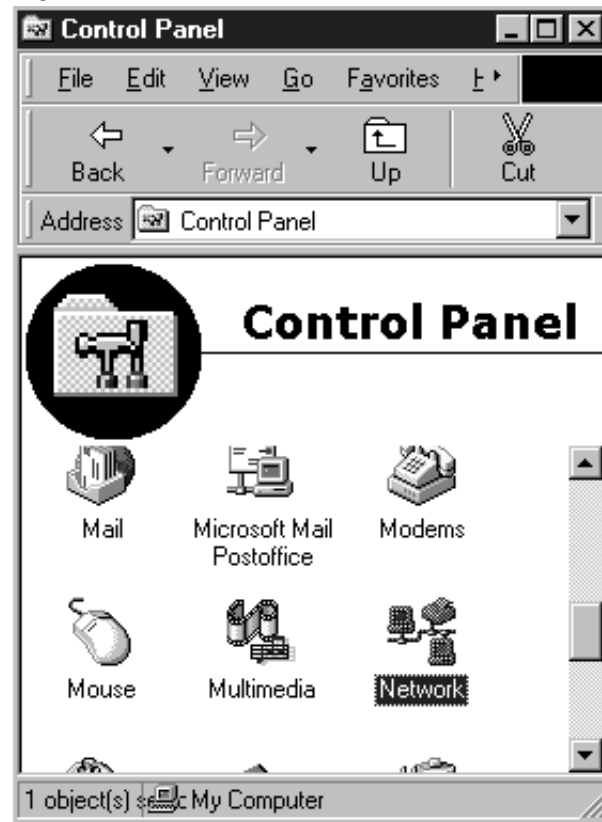 Control Panel
File Edit View Go Favorites
Back Forward Up Cut
Address Control Panel
Control Panel
Mail Microsoft Mail Modems
Postoffice
Mouse Multimedia Network
1 object(s) My Computer